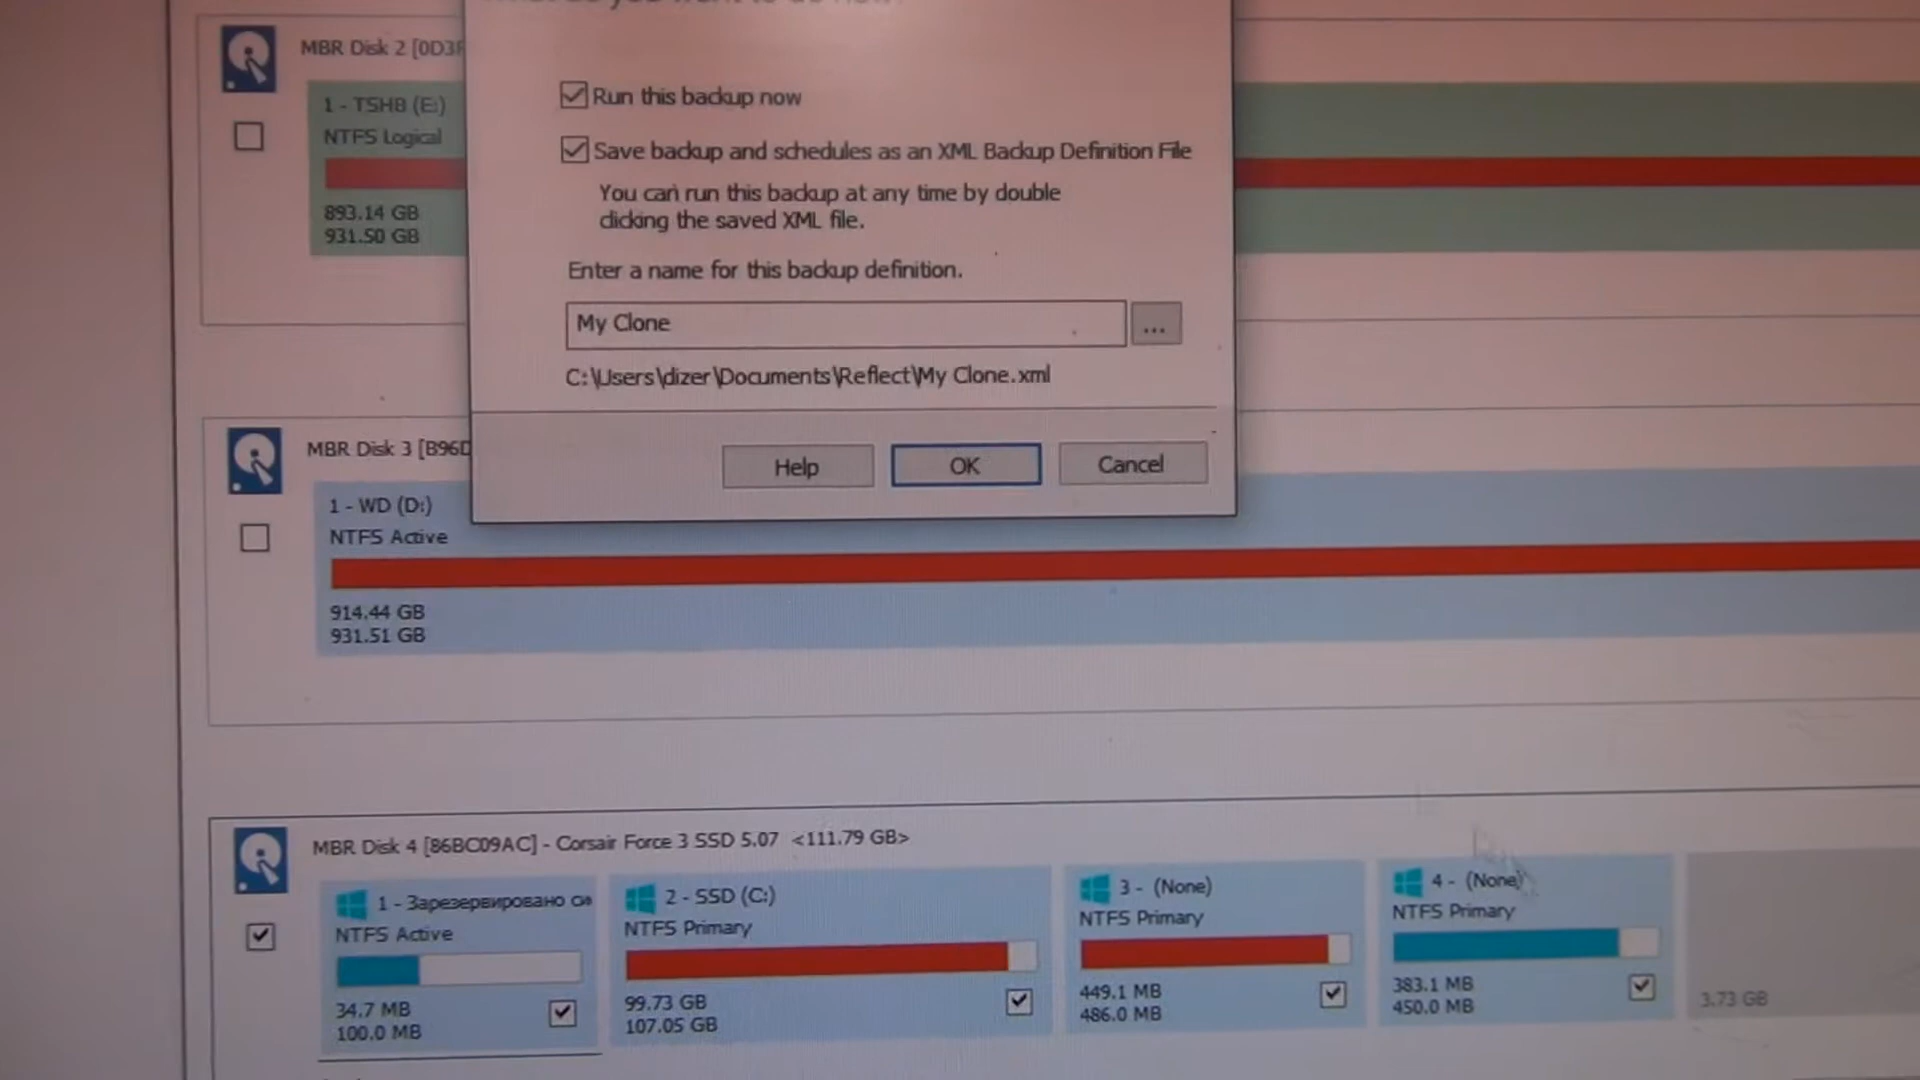 MBR Disk 2 [0D3F
1 - TSHB (E:)
NTFS Logical
893.14 GB
931.50 GB
Run this backup now
Save backup and schedules as an XML Backup Definition File
You can run this backup at any time by double
clicking the saved XML file.
Enter a name for this backup definition.
My Clone
...
C:\Users\dizer\Documents\Reflect\My Clone.xml
Help
OK
Cancel
MBR Disk 3 [B96D
1 - WD (D:)
NTFS Active
914.44 GB
931.51 GB
MBR Disk 4 [86BC09AC] - Corsair Force 3 SSD 5.07 <111.79 GB>
1 - Зарезервировано си
NTFS Active
34.7 MB
100.0 MB
2 - SSD (C:)
NTFS Primary
99.73 GB
107.05 GB
3 - (None)
NTFS Primary
449.1 MB
486.0 MB
4 - (None)
NTFS Primary
383.1 MB
450.0 MB
3.73 GB